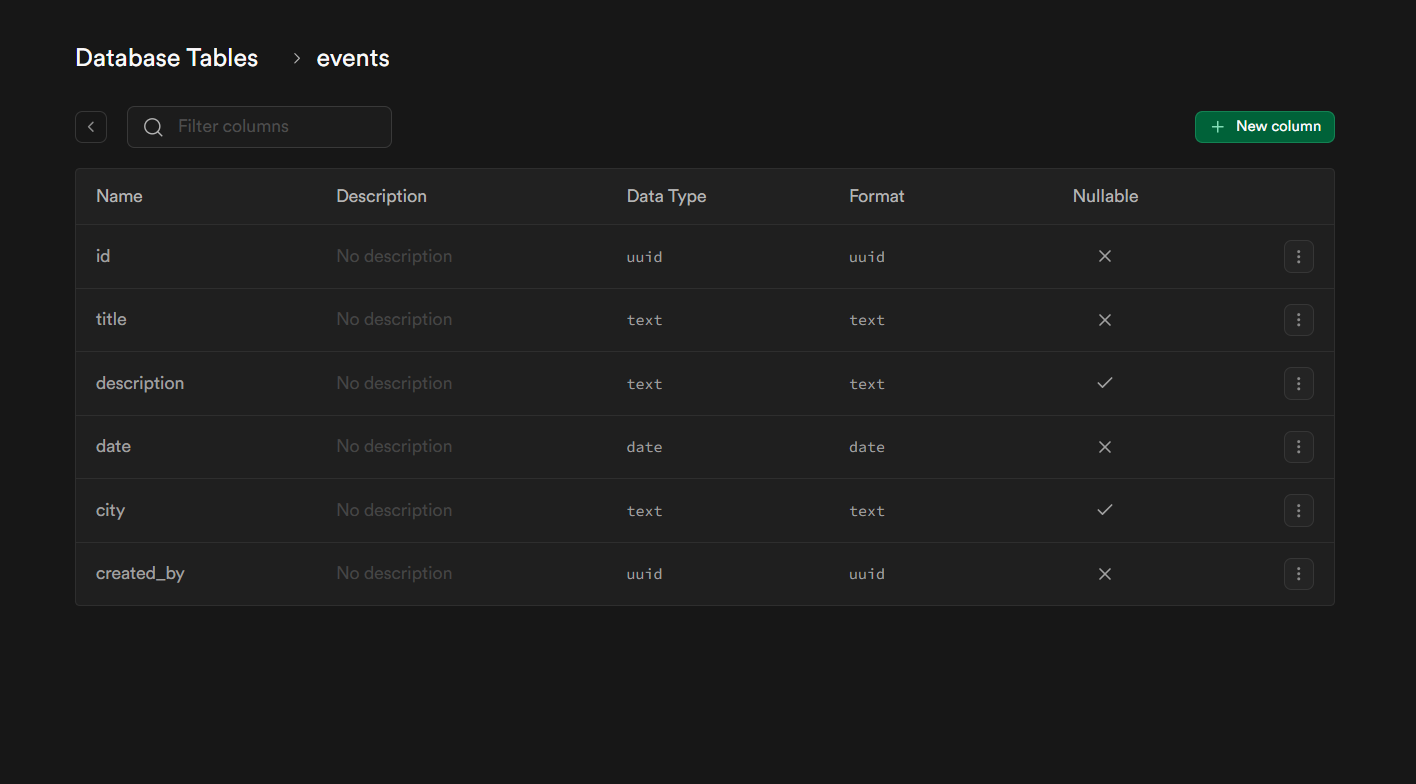 Database Tables > events
Filter columns
New column
Name Description Data Type Format Nullable
id No description uuid uuid
title No description text text
description No description text text
date No description date date
city No description text text
created_by No description uuid uuid